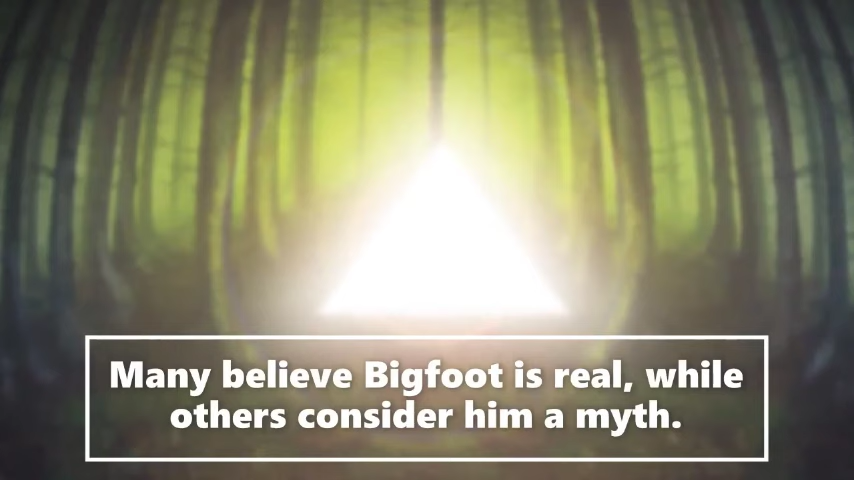 Many believe Bigfoot is real, while
others consider him a myth.